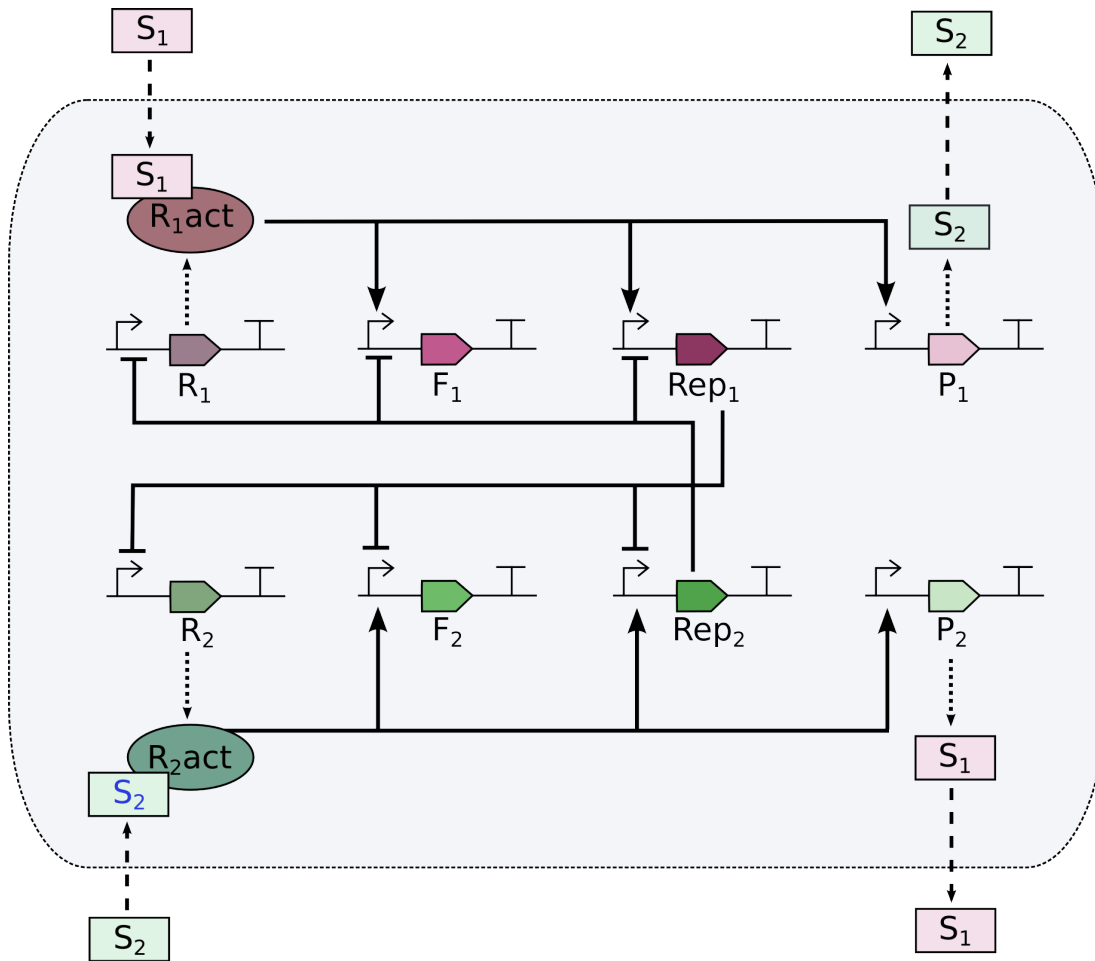 S₁
S₂
S₁
R₁act
S₂
R₁
F₁
Rep₁
P₁
R₂
F₂
Rep₂
P₂
R₂act
S₂
S₁
S₂
S₁